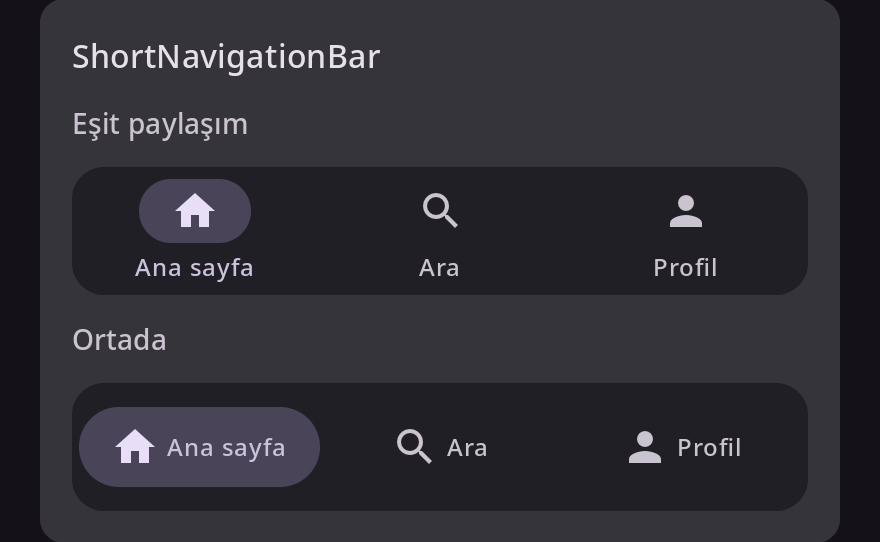 ShortNavigationBar
Eşit paylaşım
Ana sayfa Ara Profil
Ortada
Ana sayfa Ara Profil